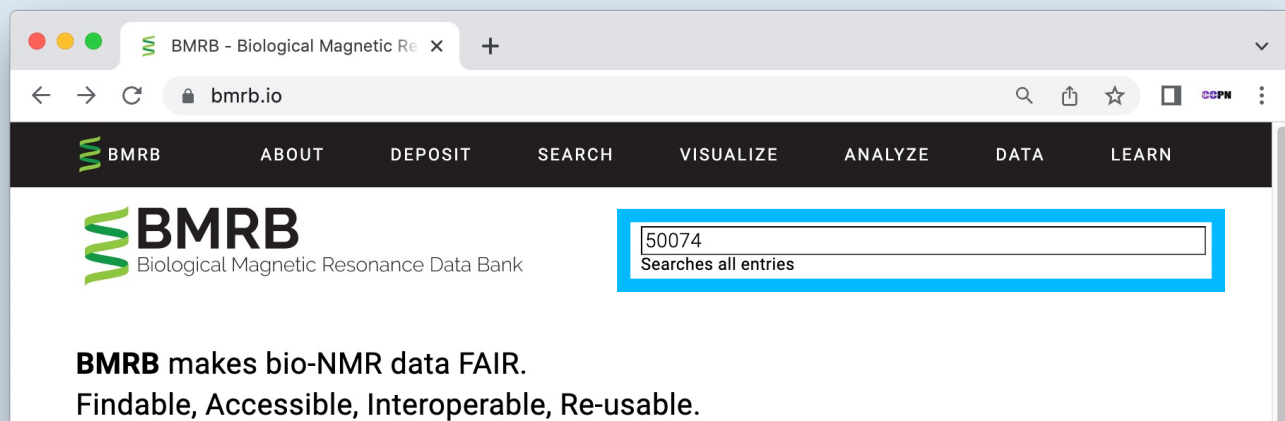 BMRB - Biological Magnetic Re
bmrb.io
CCPN
BMRB ABOUT DEPOSIT SEARCH VISUALIZE ANALYZE DATA LEARN
BMRB
Biological Magnetic Resonance Data Bank
50074
Searches all entries
BMRB makes bio-NMR data FAIR.
Findable, Accessible, Interoperable, Re-usable.